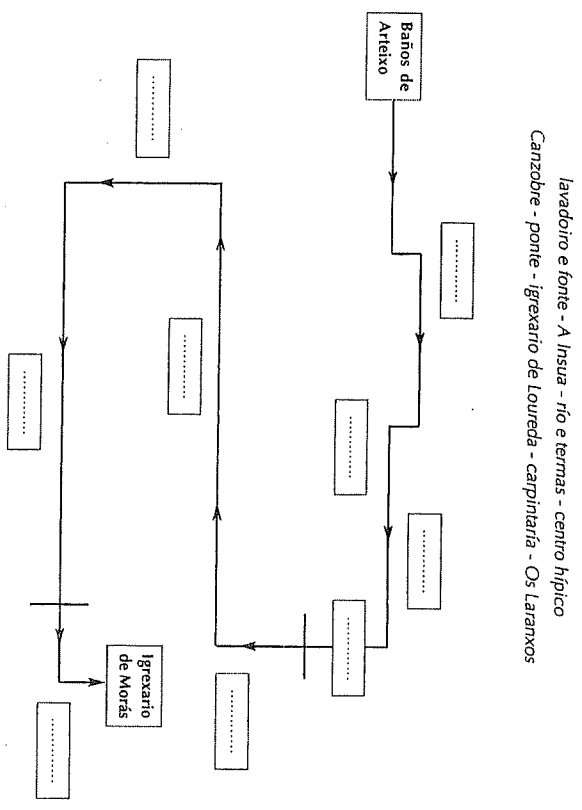 lavadoiro e fonte - A Insua - río e termas - centro hípico
Canzobre - ponte - igrexario de Loureda - carpintaría - Os Laranxos
Baños de
Arteixo
............
............
............
............
............
............
............
............
............
Igrexario
de Morás